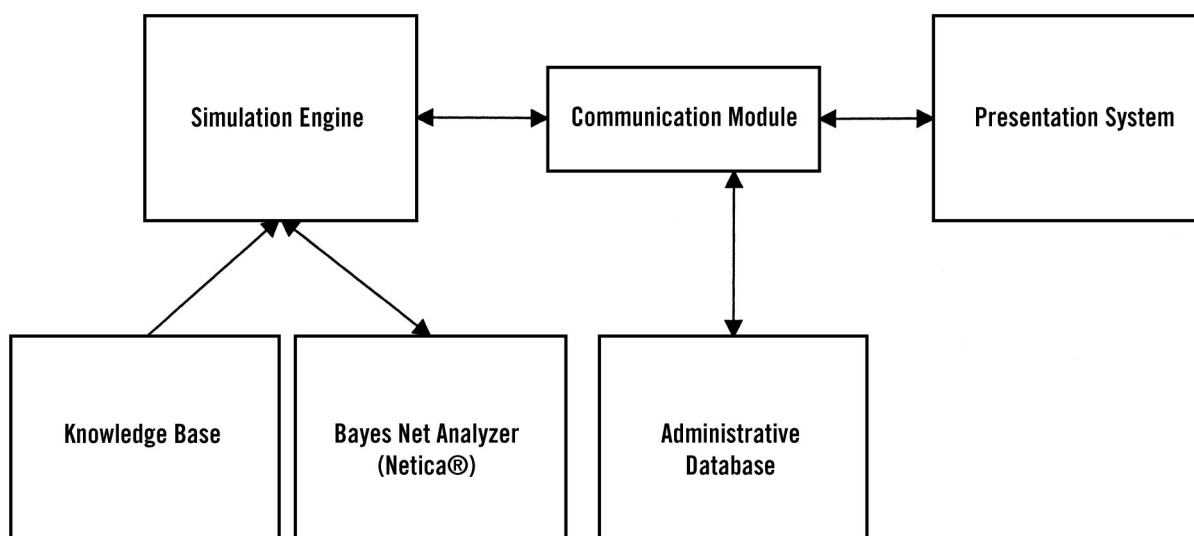 Simulation Engine
Communication Module
Presentation System
Knowledge Base
Bayes Net Analyzer
(Netica®)
Administrative
Database